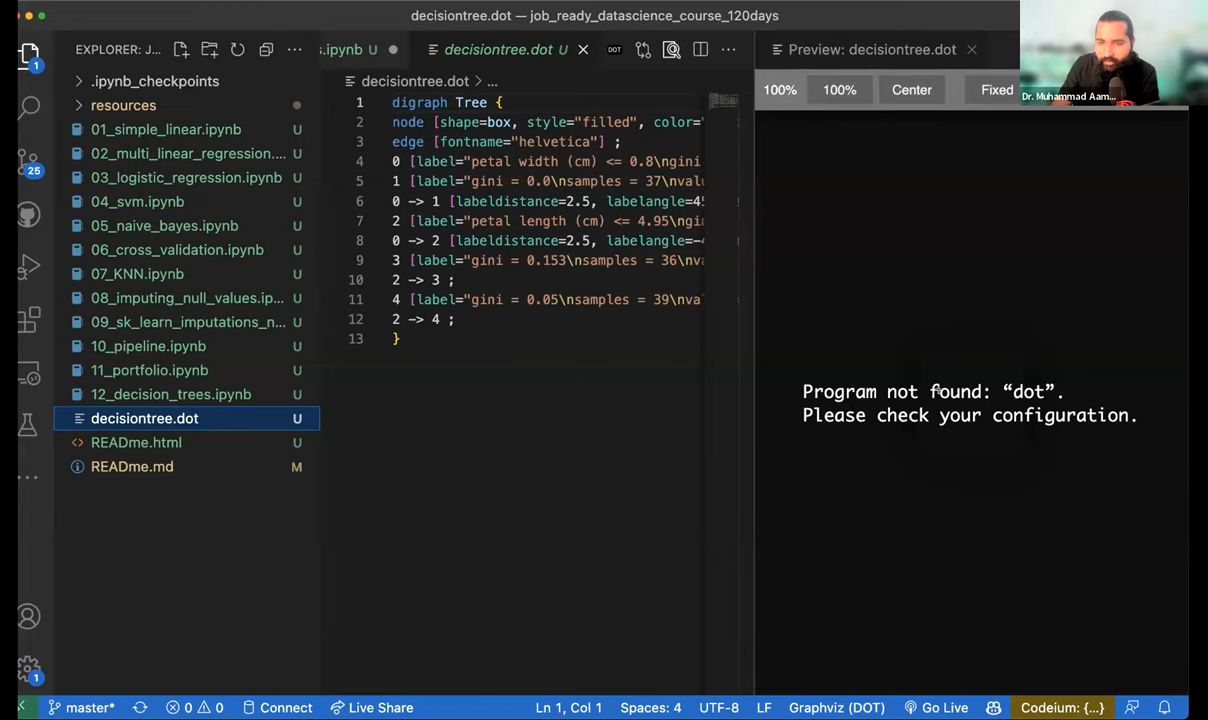 decisiontree.dot — job_ready_datascience_course_120days
EXPLORER: J... ...
s.ipynb
decisiontree.dot U
DOT
...
Preview: decisiontree.dot
1
.ipynb_checkpoints
resources
01_simple_linear.ipynb U
02_multi_linear_regression.... U
03_logistic_regression.ipynb U
04_svm.ipynb U
05_naive_bayes.ipynb U
06_cross_validation.ipynb U
07_KNN.ipynb U
08_imputing_null_values.ip... U
09_sk_learn_imputations_n... U
10_pipeline.ipynb U
11_portfolio.ipynb U
12_decision_trees.ipynb U
decisiontree.dot U
READme.html U
READme.md M
25
1
decisiontree.dot > ...
1 digraph Tree {
2 node [shape=box, style="filled", color="
3 edge [fontname="helvetica"] ;
4 0 [label="petal width (cm) <= 0.8\ngini
5 1 [label="gini = 0.0\nsamples = 37\nvalu
6 0 -> 1 [labeldistance=2.5, labelangle=45
7 2 [label="petal length (cm) <= 4.95\ngi
8 0 -> 2 [labeldistance=2.5, labelangle=-4
9 3 [label="gini = 0.153\nsamples = 36\nva
10 2 -> 3 ;
11 4 [label="gini = 0.05\nsamples = 39\nval
12 2 -> 4 ;
13 }
100% 100% Center Fixed
Dr. Muhammad Aam...
Program not found: “dot”.
Please check your configuration.
master* 0 0 Connect Live Share Ln 1, Col 1 Spaces: 4 UTF-8 LF Graphviz (DOT) Go Live Codeium: {...}